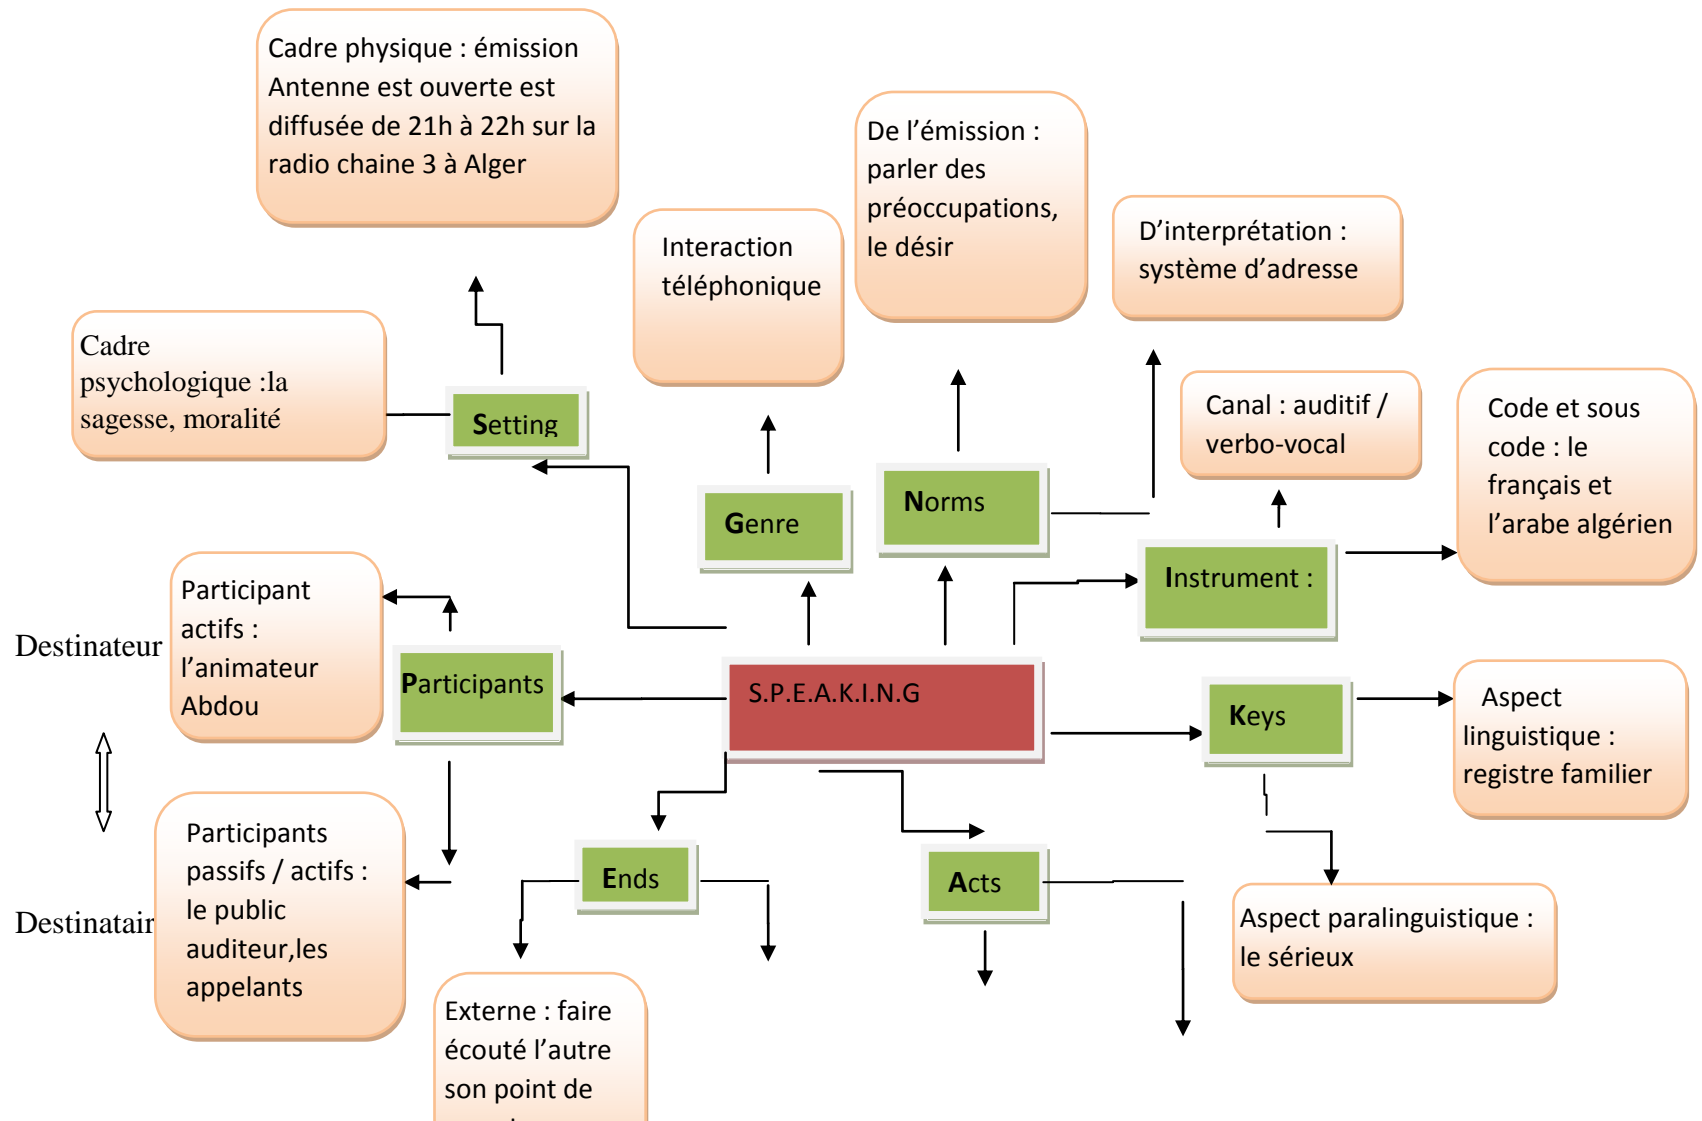 Cadre physique : émission
Antenne est ouverte est
diffusée de 21h à 22h sur la
radio chaine 3 à Alger
De l’émission :
parler des
préoccupations,
le désir
Interaction
téléphonique
D’interprétation :
système d’adresse
Cadre
psychologique :la
sagesse, moralité
Setting
Canal : auditif /
verbo-vocal
Code et sous
code : le
français et
l’arabe algérien
Genre
Norms
Instrument :
Destinateur
Participant
actifs :
l’animateur
Abdou
Participants
S.P.E.A.K.I.N.G
Keys
Aspect
linguistique :
registre familier
Destinatair
Participants
passifs / actifs :
le public
auditeur,les
appelants
Ends
Acts
Aspect paralinguistique :
le sérieux
Externe : faire
écouté l’autre
son point de